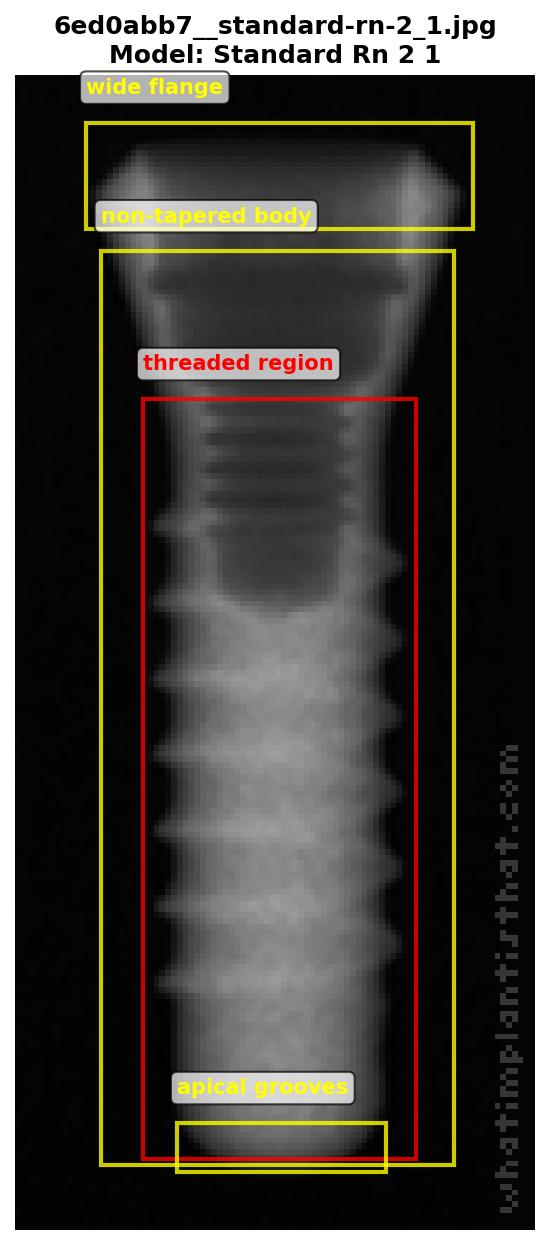 6ed0abb7__standard-rn-2_1.jpg
Model: Standard Rn 2 1
wide flange
non-tapered body
threaded region
apical grooves
whatimplantisthat.com